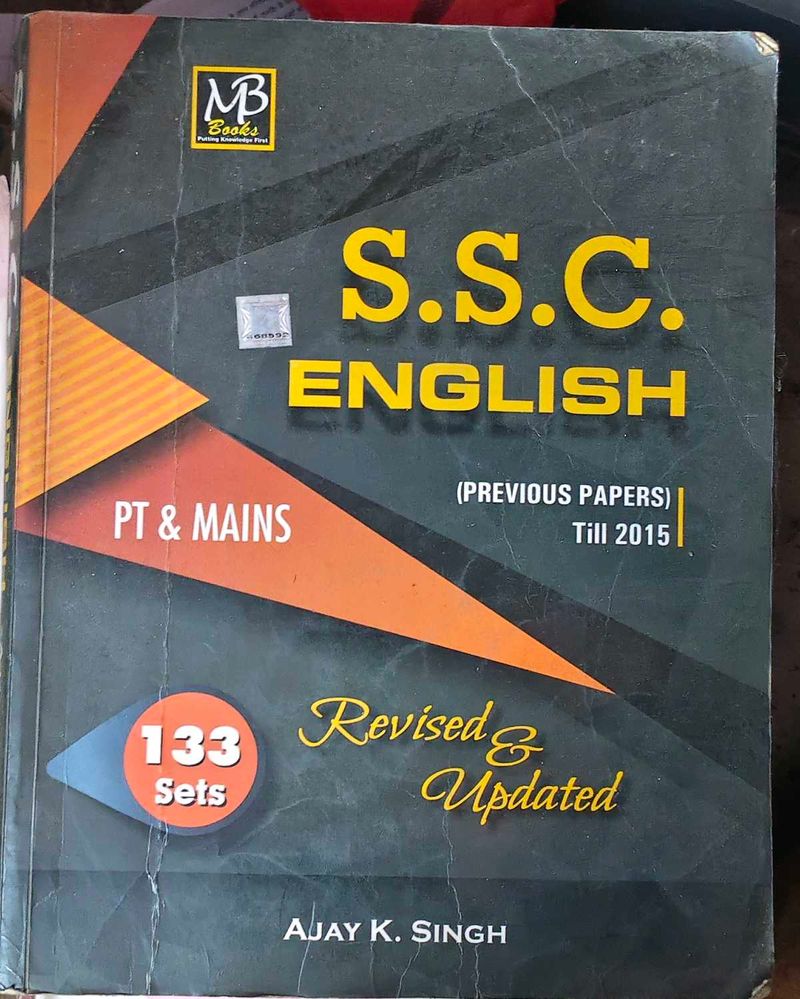 MB
Books
Putting Knowledge First
S.S.C.
ENGLISH
(PREVIOUS PAPERS)
Till 2015
PT & MAINS
133
Sets
Revised
&
Updated
AJAY K. SINGH